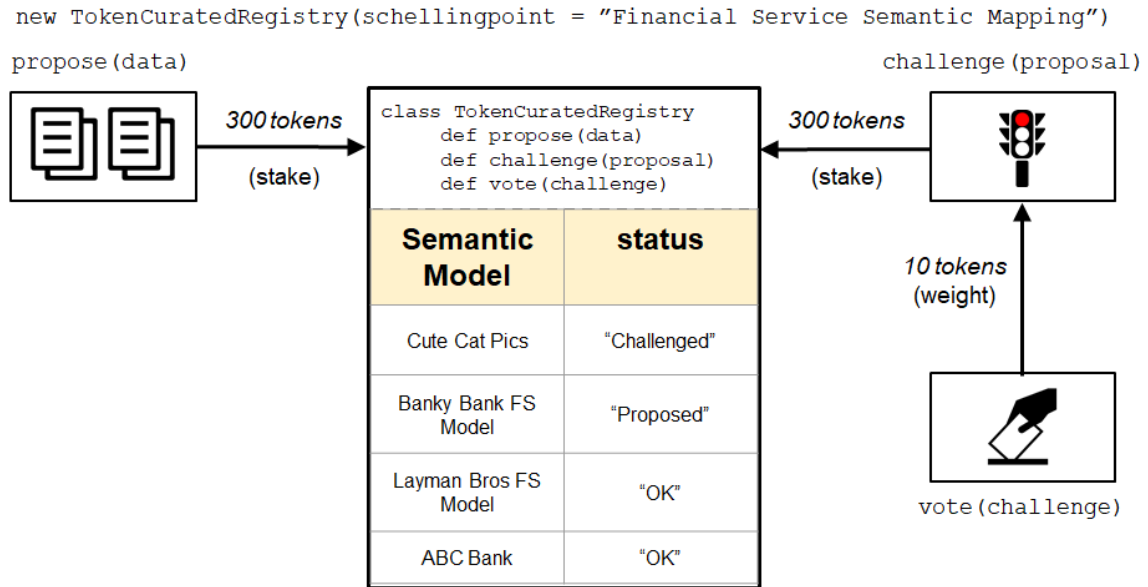 new TokenCuratedRegistry(schellingpoint = ”Financial Service Semantic Mapping”)
propose(data)
challenge(proposal)
300 tokens
(stake)
class TokenCuratedRegistry
def propose(data)
def challenge(proposal)
def vote(challenge)
300 tokens
(stake)
Semantic
Model
status
Cute Cat Pics
“Challenged”
Banky Bank FS
Model
“Proposed”
Layman Bros FS
Model
“OK”
ABC Bank
“OK”
10 tokens
(weight)
vote(challenge)